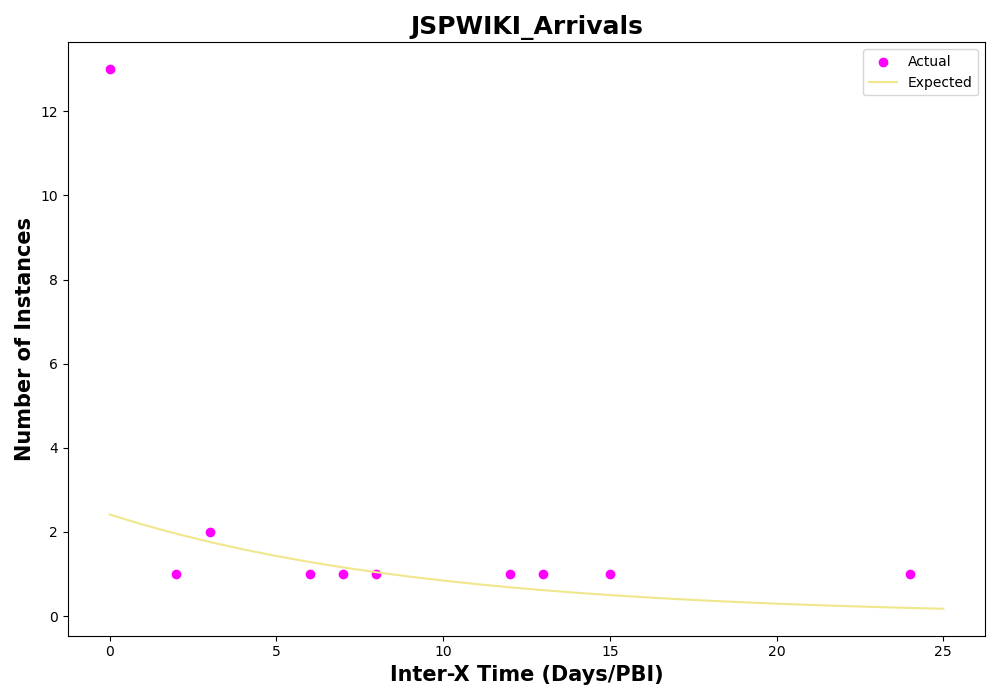 JSPWIKI_Arrivals
Actual
Expected
Number of Instances
12
10
8
6
4
2
0
0 5 10 15 20 25
Inter-X Time (Days/PBI)